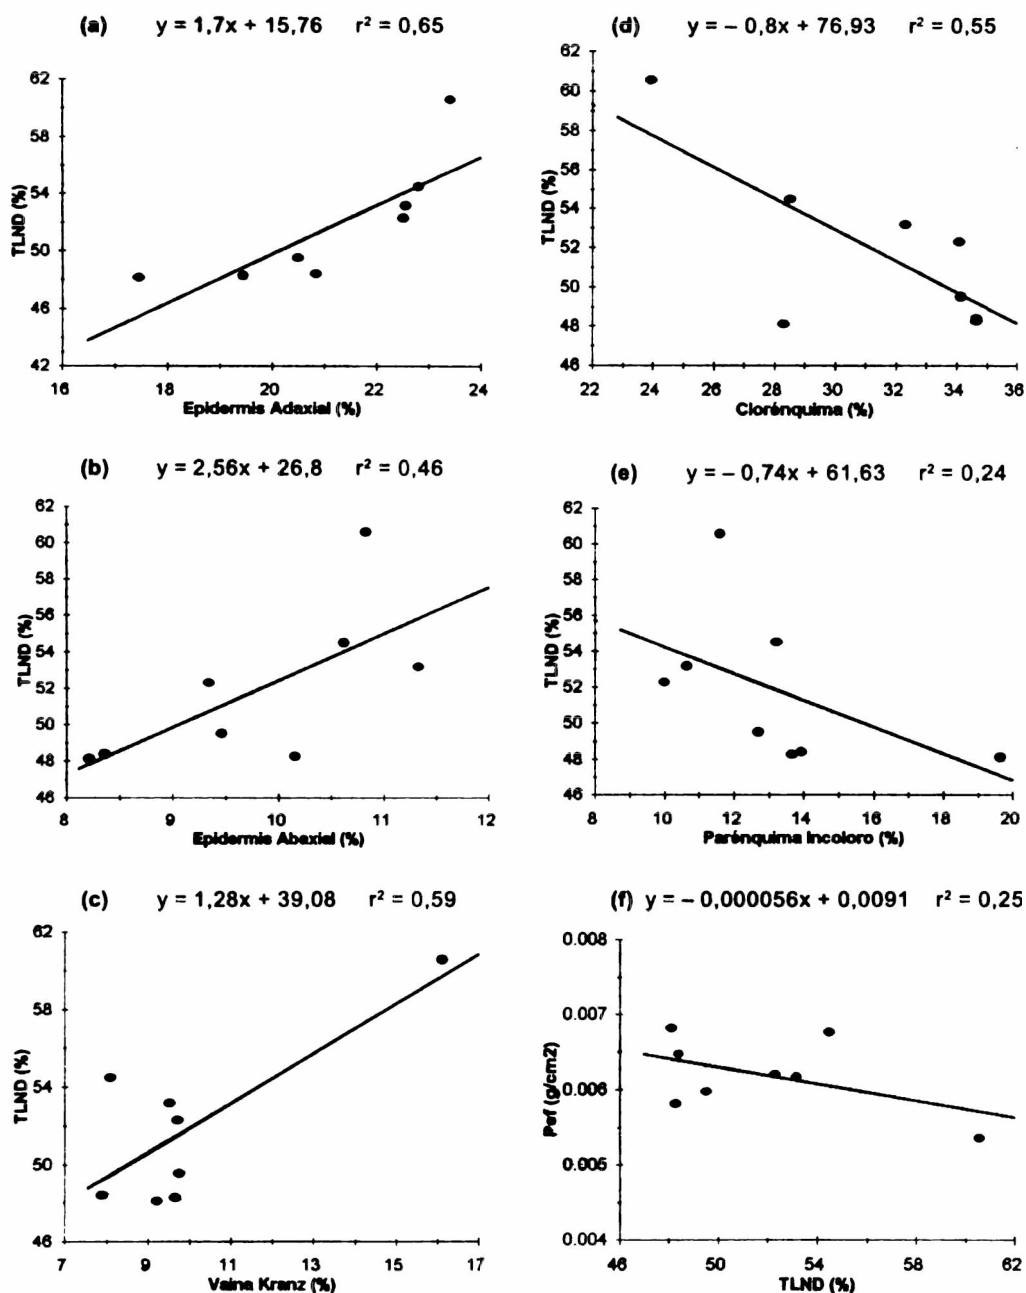 (a) y = 1,7x + 15,76 r² = 0,65
62
58
54
50
46
42
TLND (%)
16 18 20 22 24
Epidermis Adaxial (%)
(d) y = – 0,8x + 76,93 r² = 0,55
62
60
58
56
54
52
50
48
46
TLND (%)
22 24 26 28 30 32 34 36
Clorénquima (%)
(b) y = 2,56x + 26,8 r² = 0,46
62
60
58
56
54
52
50
48
46
TLND (%)
8 9 10 11 12
Epidermis Abaxial (%)
(e) y = – 0,74x + 61,63 r² = 0,24
62
60
58
56
54
52
50
48
46
TLND (%)
8 10 12 14 16 18 20
Parénquima Incoloro (%)
(c) y = 1,28x + 39,08 r² = 0,59
62
58
54
50
46
TLND (%)
7 9 11 13 15 17
Vaina Kranz (%)
(f) y = – 0,000056x + 0,0091 r² = 0,25
0.008
0.007
0.006
0.005
0.004
Pef (g/cm2)
46 50 54 58 62
TLND (%)